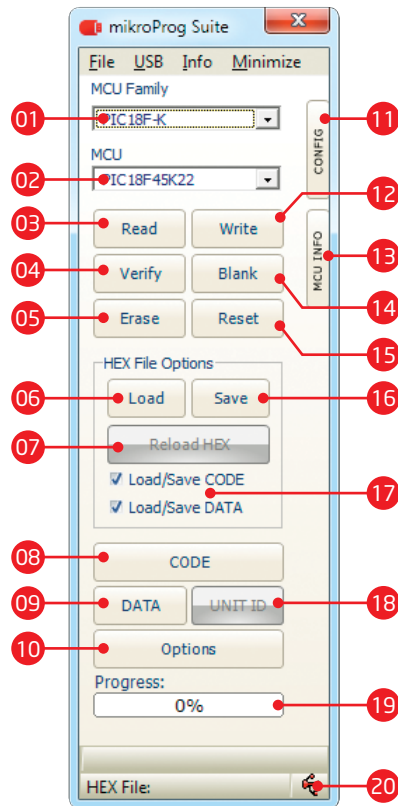 mikroProg Suite
File USB Info Minimize
MCU Family
01 PIC18F-K 11
CONFIG
MCU
02 PIC18F45K22 12
03 Read Write
MCU INFO 13
04 Verify Blank 14
05 Erase Reset 15
HEX File Options
06 Load Save 16
07 Reload HEX
Load/Save CODE
17
Load/Save DATA
08 CODE
09 DATA UNIT ID 18
10 Options
Progress:
0% 19
HEX File: 20